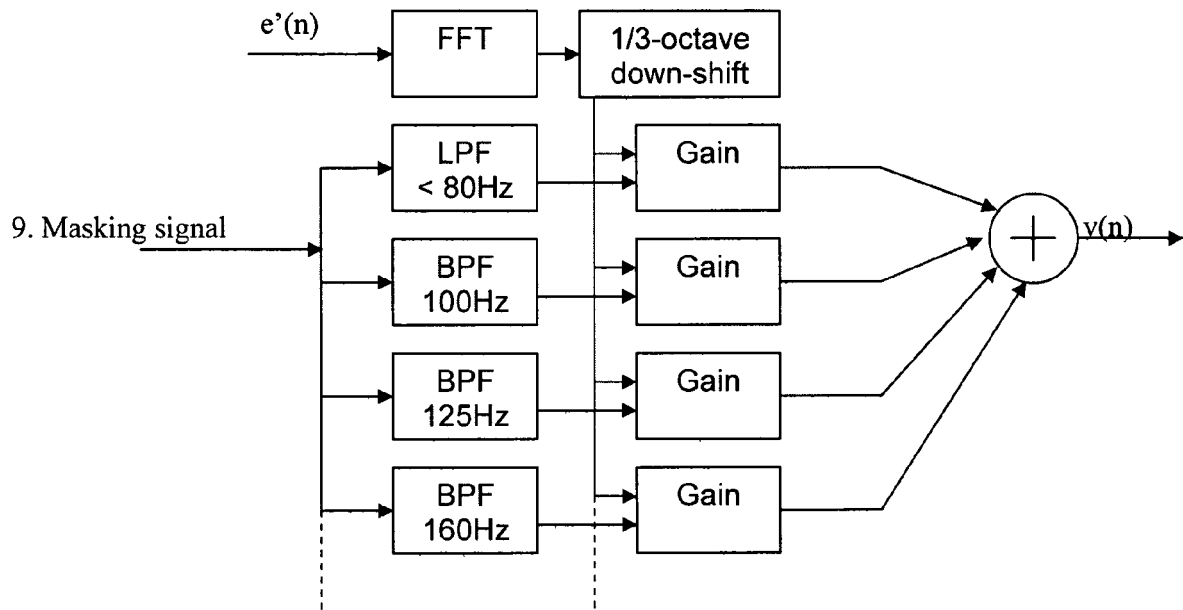 e’(n)
FFT
1/3-octave
down-shift
LPF
< 80Hz
Gain
9. Masking signal
+
v(n)
BPF
100Hz
Gain
BPF
125Hz
Gain
BPF
160Hz
Gain